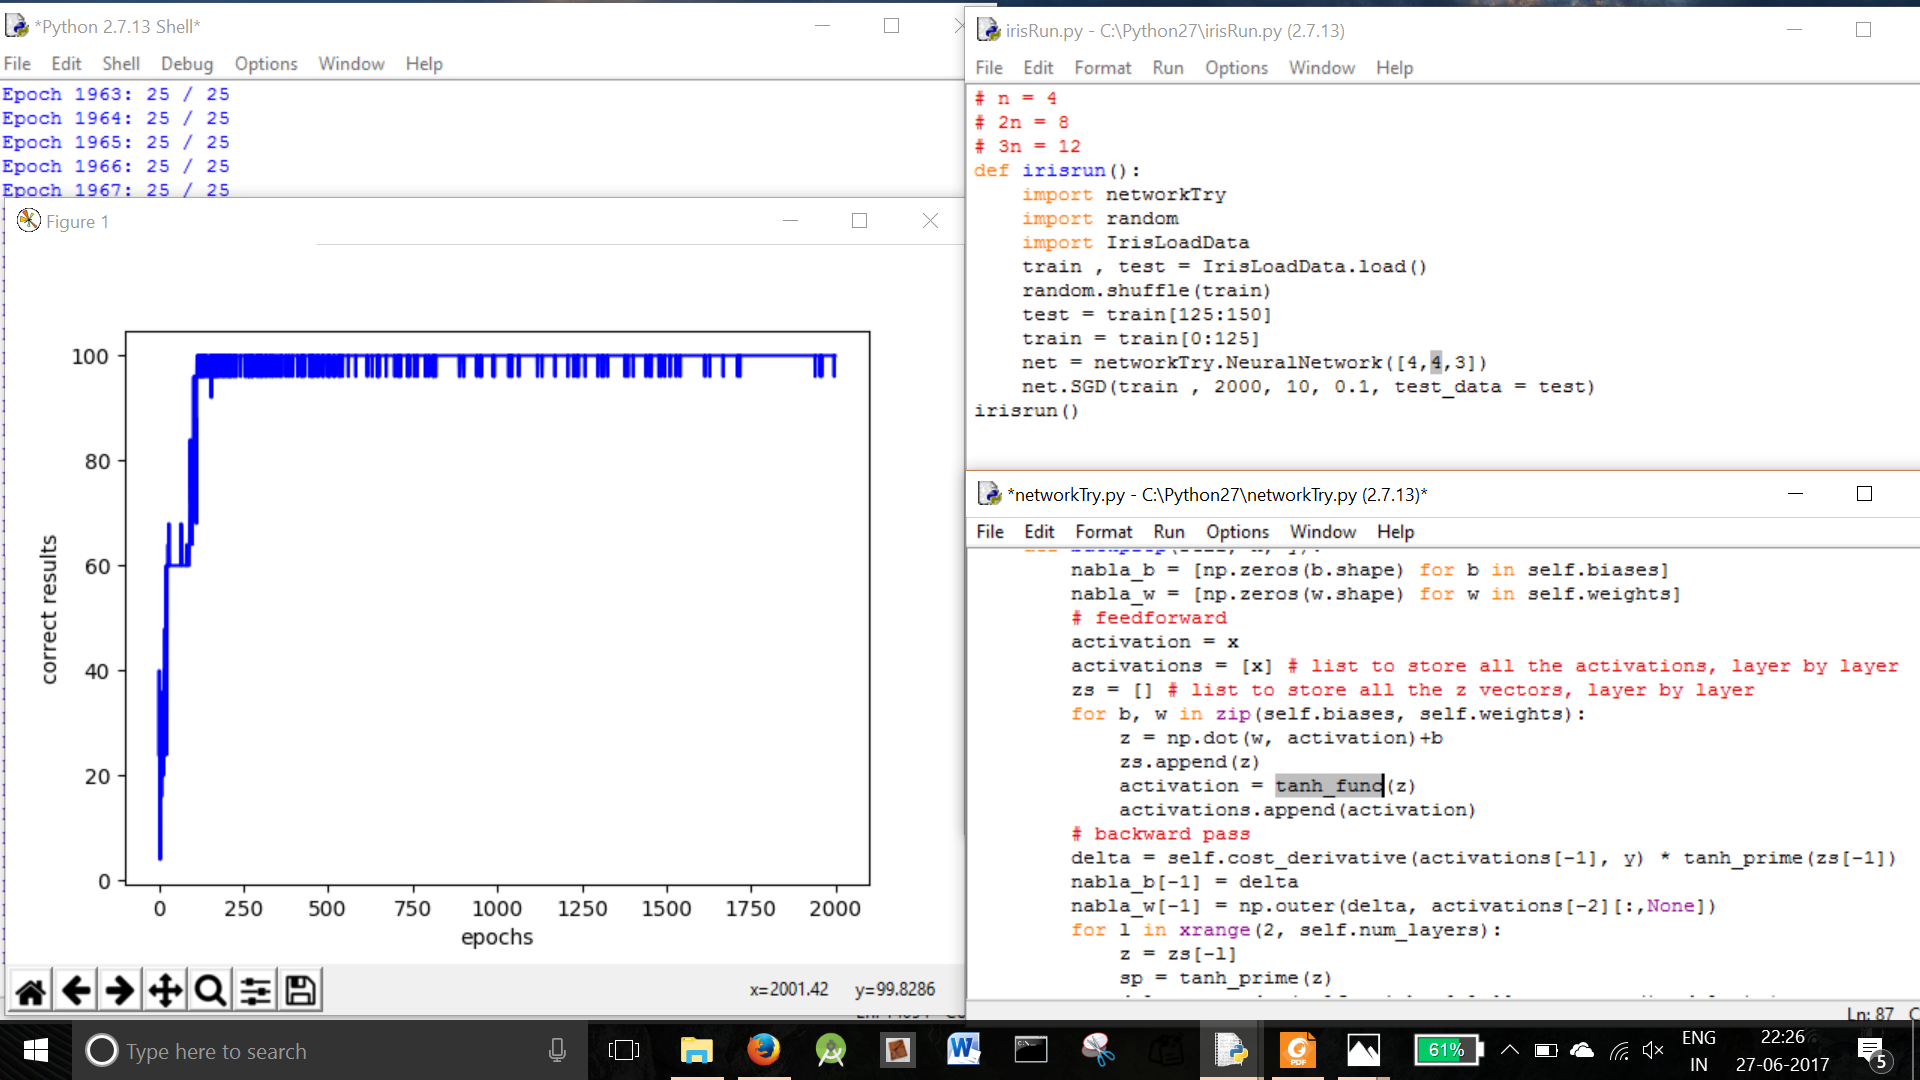 *Python 2.7.13 Shell*
File Edit Shell Debug Options Window Help
Epoch 1963: 25 / 25
Epoch 1964: 25 / 25
Epoch 1965: 25 / 25
Epoch 1966: 25 / 25
Epoch 1967: 25 / 25
Figure 1
100
80
60
40
20
0
correct results
0 250 500 750 1000 1250 1500 1750 2000
epochs
x=2001.42 y=99.8286
irisRun.py - C:\Python27\irisRun.py (2.7.13)
File Edit Format Run Options Window Help
# n = 4
# 2n = 8
# 3n = 12
def irisrun():
    import networkTry
    import random
    import IrisLoadData
    train , test = IrisLoadData.load()
    random.shuffle(train)
    test = train[125:150]
    train = train[0:125]
    net = networkTry.NeuralNetwork([4,4,3])
    net.SGD(train , 2000, 10, 0.1, test_data = test)
irisrun()
*networkTry.py - C:\Python27\networkTry.py (2.7.13)*
File Edit Format Run Options Window Help
nabla_b = [np.zeros(b.shape) for b in self.biases]
nabla_w = [np.zeros(w.shape) for w in self.weights]
# feedforward
activation = x
activations = [x] # list to store all the activations, layer by layer
zs = [] # list to store all the z vectors, layer by layer
for b, w in zip(self.biases, self.weights):
    z = np.dot(w, activation)+b
    zs.append(z)
    activation = tanh_func(z)
    activations.append(activation)
# backward pass
delta = self.cost_derivative(activations[-1], y) * tanh_prime(zs[-1])
nabla_b[-1] = delta
nabla_w[-1] = np.outer(delta, activations[-2][:,None])
for l in xrange(2, self.num_layers):
    z = zs[-l]
    sp = tanh_prime(z)
Ln: 87 C
Type here to search
PDF
61%
ENG
IN
22:26
27-06-2017
5